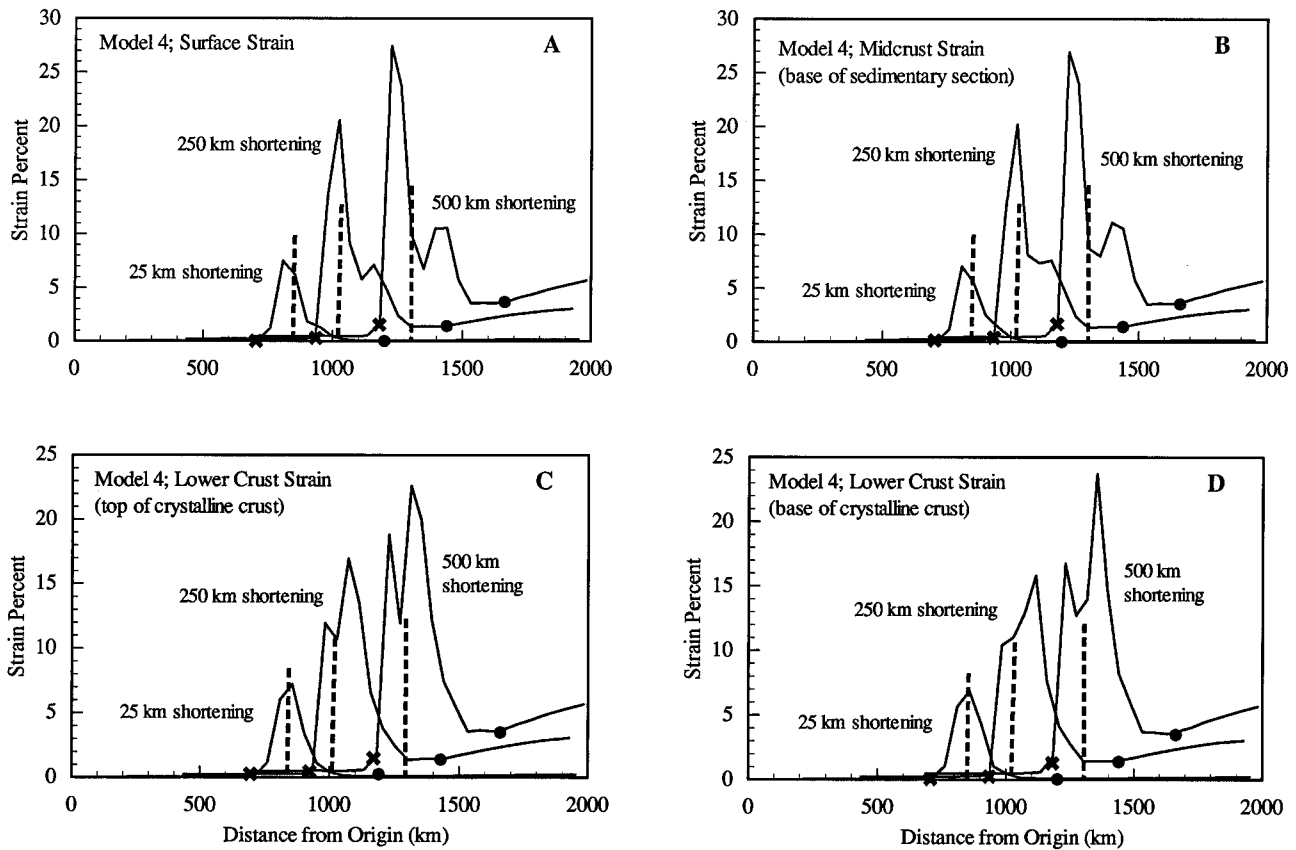 Model 4; Surface Strain
A
30
25
20
15
10
5
0
Strain Percent
250 km shortening
500 km shortening
25 km shortening
0
500
1000
1500
2000
Model 4; Midcrust Strain
(base of sedimentary section)
B
30
25
20
15
10
5
0
Strain Percent
250 km shortening
500 km shortening
25 km shortening
0
500
1000
1500
2000
Model 4; Lower Crust Strain
(top of crystalline crust)
C
25
20
15
10
5
0
Strain Percent
500 km
shortening
250 km shortening
25 km shortening
0
500
1000
1500
2000
Distance from Origin (km)
Model 4; Lower Crust Strain
(base of crystalline crust)
D
25
20
15
10
5
0
Strain Percent
500 km
shortening
250 km shortening
25 km shortening
0
500
1000
1500
2000
Distance from Origin (km)